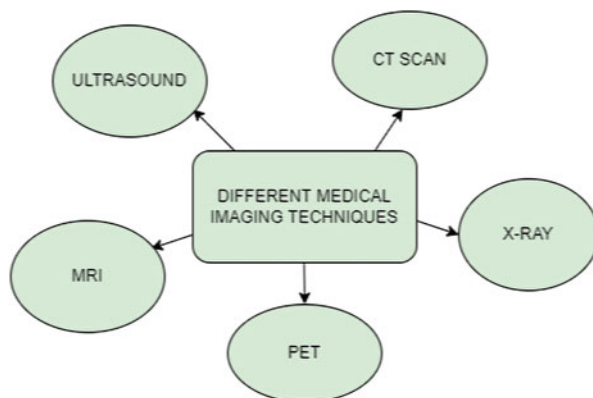 ULTRASOUND
CT SCAN
DIFFERENT MEDICAL
IMAGING TECHNIQUES
X-RAY
MRI
PET